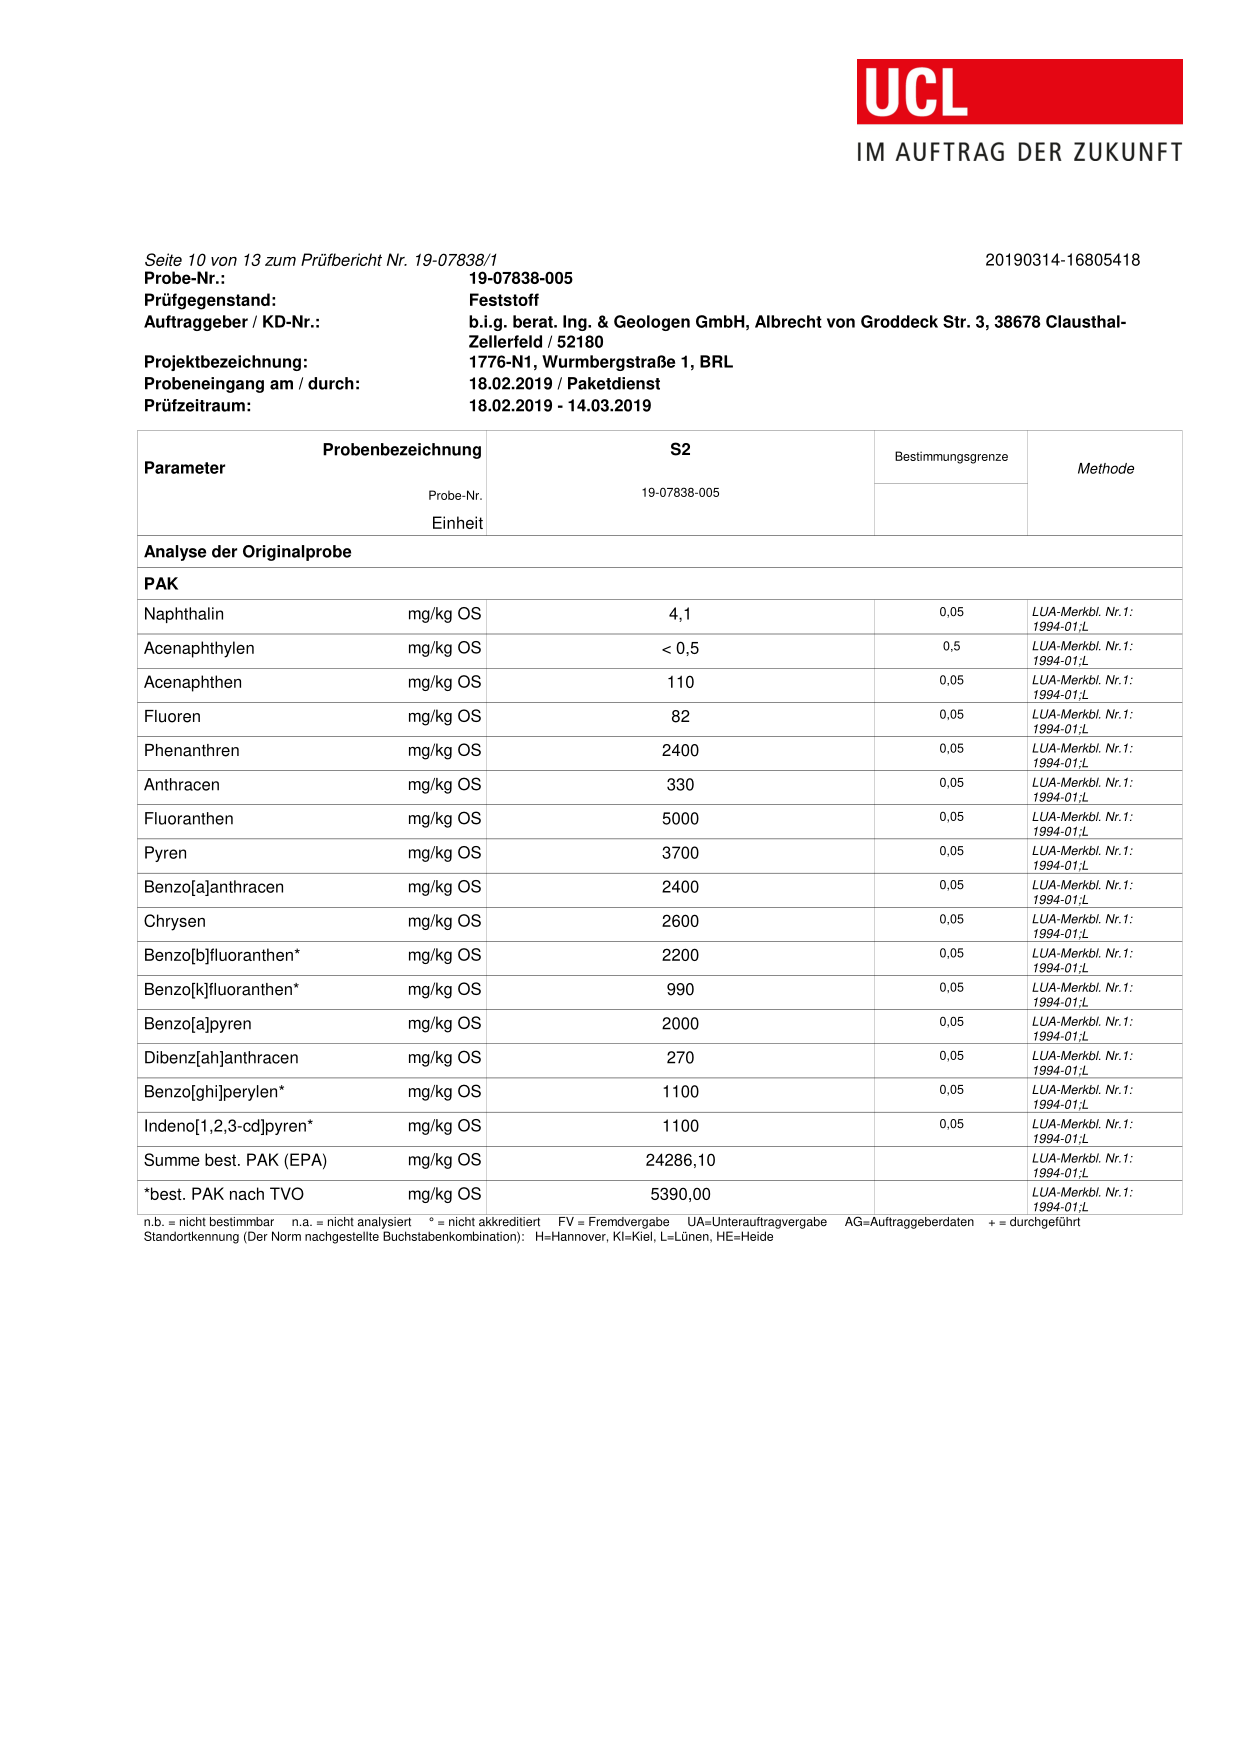 UCL
IM AUFTRAG DER ZUKUNFT
Seite 10 von 13 zum Prüfbericht Nr. 19-07838/1 20190314-16805418
Probe-Nr.: 19-07838-005
Prüfgegenstand: Feststoff
Auftraggeber / KD-Nr.: b.i.g. berat. Ing. & Geologen GmbH, Albrecht von Groddeck Str. 3, 38678 Clausthal-
Zellerfeld / 52180
Projektbezeichnung: 1776-N1, Wurmbergstraße 1, BRL
Probeneingang am / durch: 18.02.2019 / Paketdienst
Prüfzeitraum: 18.02.2019 - 14.03.2019
Probenbezeichnung S2 Bestimmungsgrenze
Parameter Methode
Probe-Nr. 19-07838-005
Einheit
Analyse der Originalprobe
PAK
Naphthalin mg/kg OS 4,1 0,05 LUA-Merkbl. Nr.1:
1994-01;L
Acenaphthylen mg/kg OS < 0,5 0,5 LUA-Merkbl. Nr.1:
1994-01;L
Acenaphthen mg/kg OS 110 0,05 LUA-Merkbl. Nr.1:
1994-01;L
Fluoren mg/kg OS 82 0,05 LUA-Merkbl. Nr.1:
1994-01;L
Phenanthren mg/kg OS 2400 0,05 LUA-Merkbl. Nr.1:
1994-01;L
Anthracen mg/kg OS 330 0,05 LUA-Merkbl. Nr.1:
1994-01;L
Fluoranthen mg/kg OS 5000 0,05 LUA-Merkbl. Nr.1:
1994-01;L
Pyren mg/kg OS 3700 0,05 LUA-Merkbl. Nr.1:
1994-01;L
Benzo[a]anthracen mg/kg OS 2400 0,05 LUA-Merkbl. Nr.1:
1994-01;L
Chrysen mg/kg OS 2600 0,05 LUA-Merkbl. Nr.1:
1994-01;L
Benzo[b]fluoranthen* mg/kg OS 2200 0,05 LUA-Merkbl. Nr.1:
1994-01;L
Benzo[k]fluoranthen* mg/kg OS 990 0,05 LUA-Merkbl. Nr.1:
1994-01;L
Benzo[a]pyren mg/kg OS 2000 0,05 LUA-Merkbl. Nr.1:
1994-01;L
Dibenz[ah]anthracen mg/kg OS 270 0,05 LUA-Merkbl. Nr.1:
1994-01;L
Benzo[ghi]perylen* mg/kg OS 1100 0,05 LUA-Merkbl. Nr.1:
1994-01;L
Indeno[1,2,3-cd]pyren* mg/kg OS 1100 0,05 LUA-Merkbl. Nr.1:
1994-01;L
Summe best. PAK (EPA) mg/kg OS 24286,10 LUA-Merkbl. Nr.1:
1994-01;L
*best. PAK nach TVO mg/kg OS 5390,00 LUA-Merkbl. Nr.1:
1994-01;L
n.b. = nicht bestimmbar n.a. = nicht analysiert ° = nicht akkreditiert FV = Fremdvergabe UA=Unterauftragvergabe AG=Auftraggeberdaten + = durchgeführt
Standortkennung (Der Norm nachgestellte Buchstabenkombination): H=Hannover, KI=Kiel, L=Lünen, HE=Heide